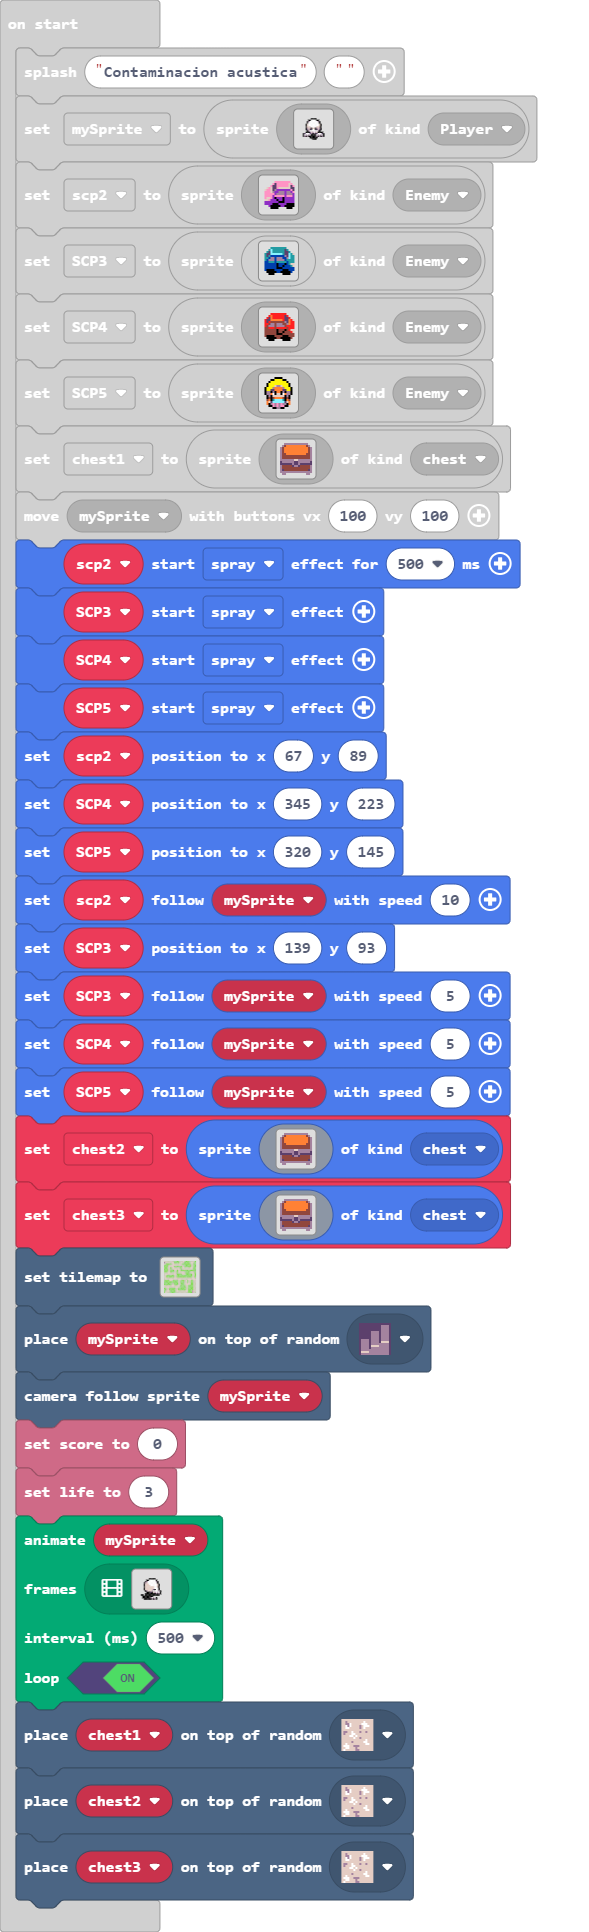 on start
splash "Contaminacion acustica" " "
set mySprite to sprite of kind Player
set scp2 to sprite of kind Enemy
set SCP3 to sprite of kind Enemy
set SCP4 to sprite of kind Enemy
set SCP5 to sprite of kind Enemy
set chest1 to sprite of kind chest
move mySprite with buttons vx 100 vy 100
scp2 start spray effect for 500 ms
SCP3 start spray effect
SCP4 start spray effect
SCP5 start spray effect
set scp2 position to x 67 y 89
set SCP4 position to x 345 y 223
set SCP5 position to x 320 y 145
set scp2 follow mySprite with speed 10
set SCP3 position to x 139 y 93
set SCP3 follow mySprite with speed 5
set SCP4 follow mySprite with speed 5
set SCP5 follow mySprite with speed 5
set chest2 to sprite of kind chest
set chest3 to sprite of kind chest
set tilemap to
place mySprite on top of random
camera follow sprite mySprite
set score to 0
set life to 3
animate mySprite
frames
interval (ms) 500
loop ON
place chest1 on top of random
place chest2 on top of random
place chest3 on top of random